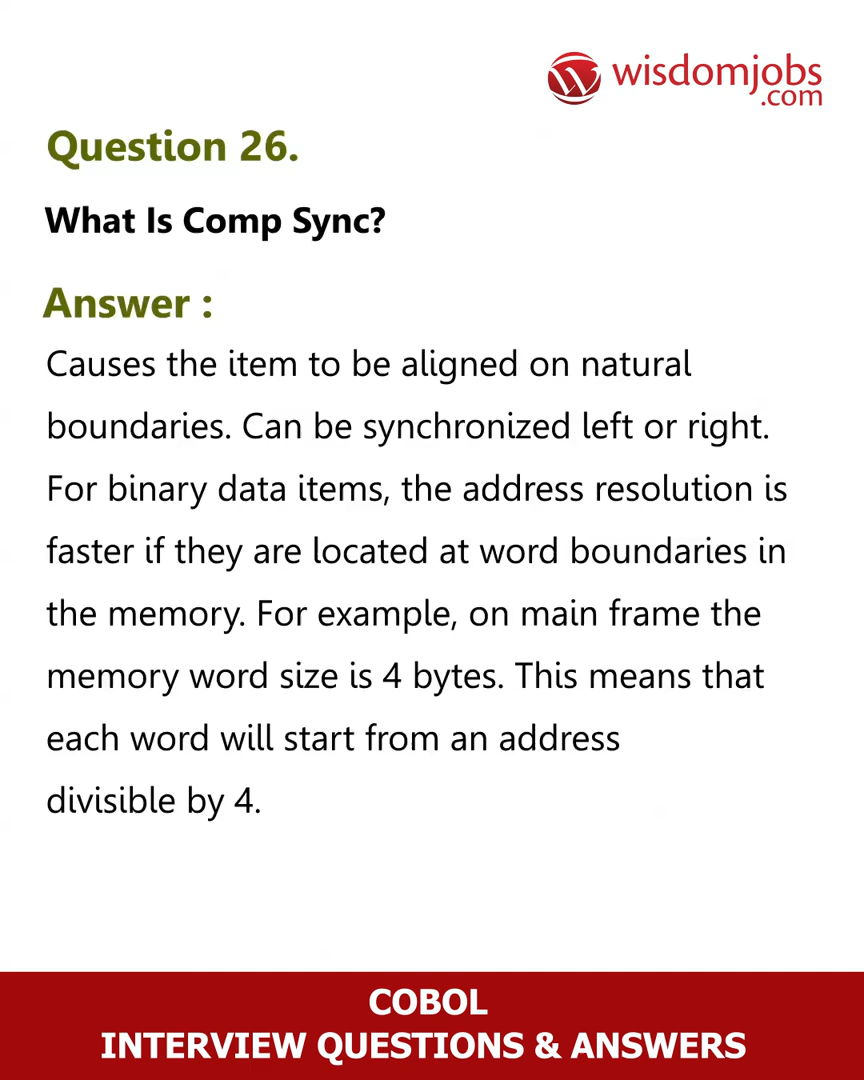 wisdomjobs
.com
Question 26.
What Is Comp Sync?
Answer :
Causes the item to be aligned on natural
boundaries. Can be synchronized left or right.
For binary data items, the address resolution is
faster if they are located at word boundaries in
the memory. For example, on main frame the
memory word size is 4 bytes. This means that
each word will start from an address
divisible by 4.
COBOL
INTERVIEW QUESTIONS & ANSWERS